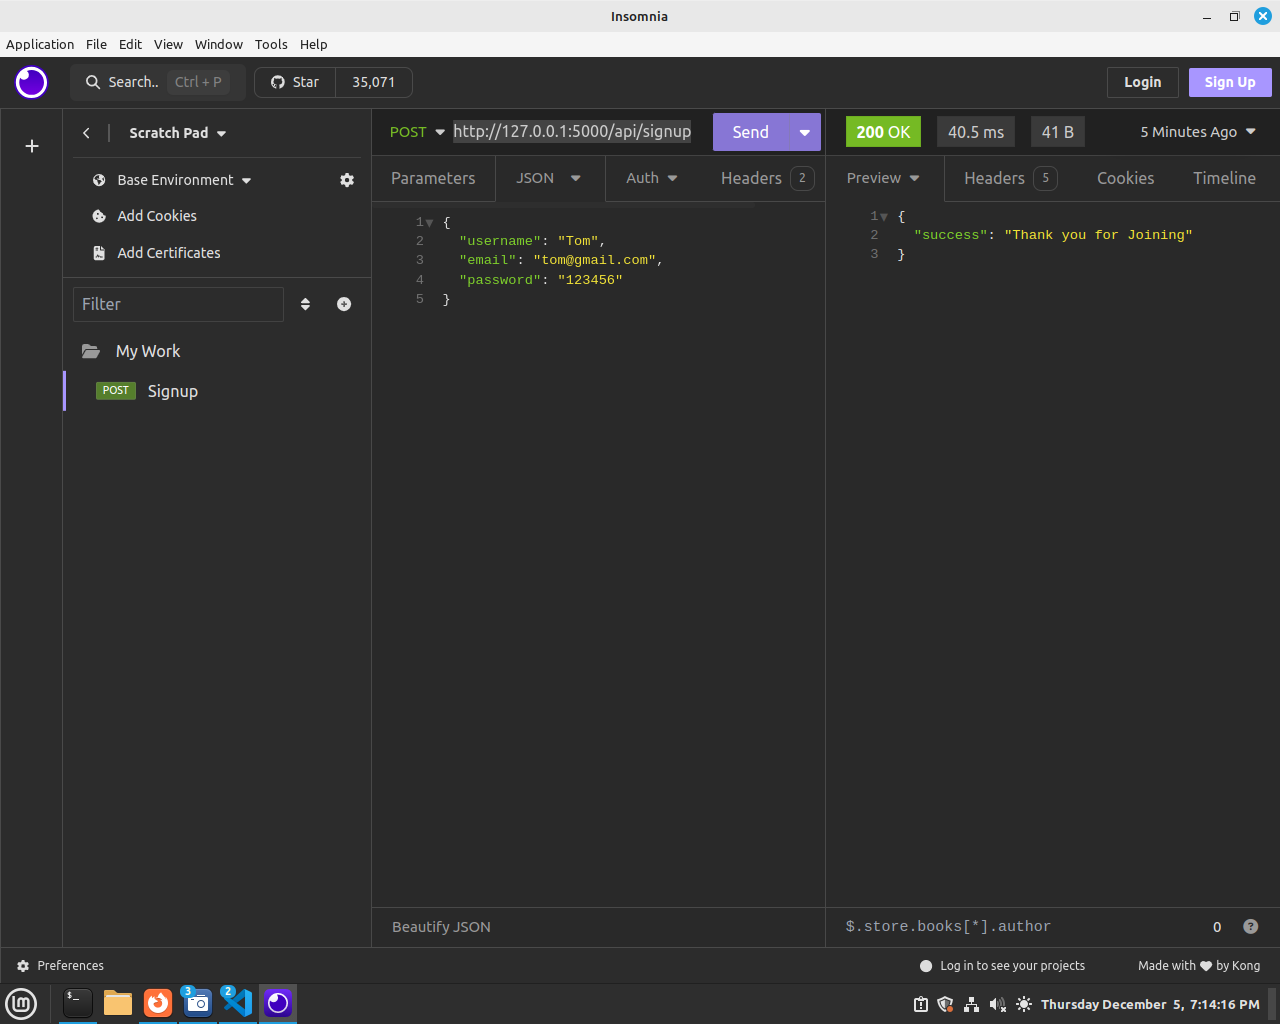 Insomnia
Application File Edit View Window Tools Help
Search.. Ctrl + P Star 35,071 Login Sign Up
Scratch Pad
Base Environment
Add Cookies
Add Certificates
Filter
My Work
POST Signup
POST http://127.0.0.1:5000/api/signup Send
Parameters JSON Auth Headers 2
1 {
2 "username": "Tom",
3 "email": "tom@gmail.com",
4 "password": "123456"
5 }
Beautify JSON
200 OK 40.5 ms 41 B 5 Minutes Ago
Preview Headers 5 Cookies Timeline
1 {
2 "success": "Thank you for Joining"
3 }
$.store.books[*].author 0 ?
Preferences Log in to see your projects Made with ♥ by Kong
lm $_ 3 2 Thursday December 5, 7:14:16 PM